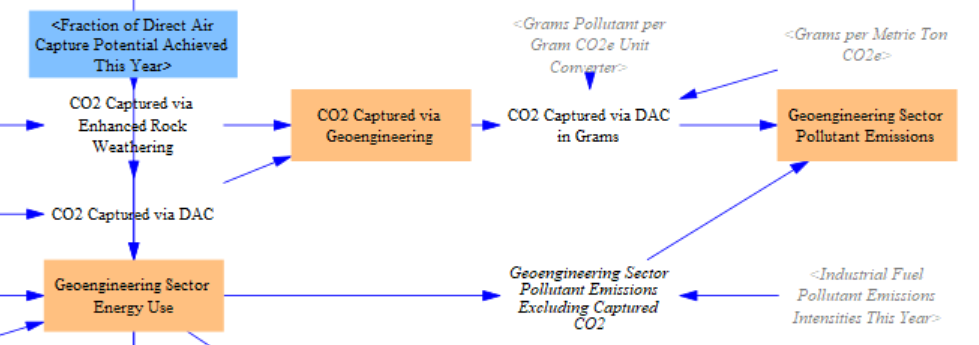 <Fraction of Direct Air
Capture Potential Achieved
This Year>
<Grams Pollutant per
Gram CO2e Unit
Converter>
<Grams per Metric Ton
CO2e>
CO2 Captured via
Enhanced Rock
Weathering
CO2 Captured via
Geoengineering
CO2 Captured via DAC
in Grams
Geoengineering Sector
Pollutant Emissions
CO2 Captured via DAC
Geoengineering Sector
Energy Use
Geoengineering Sector
Pollutant Emissions
Excluding Captured
CO2
<Industrial Fuel
Pollutant Emissions
Intensities This Year>